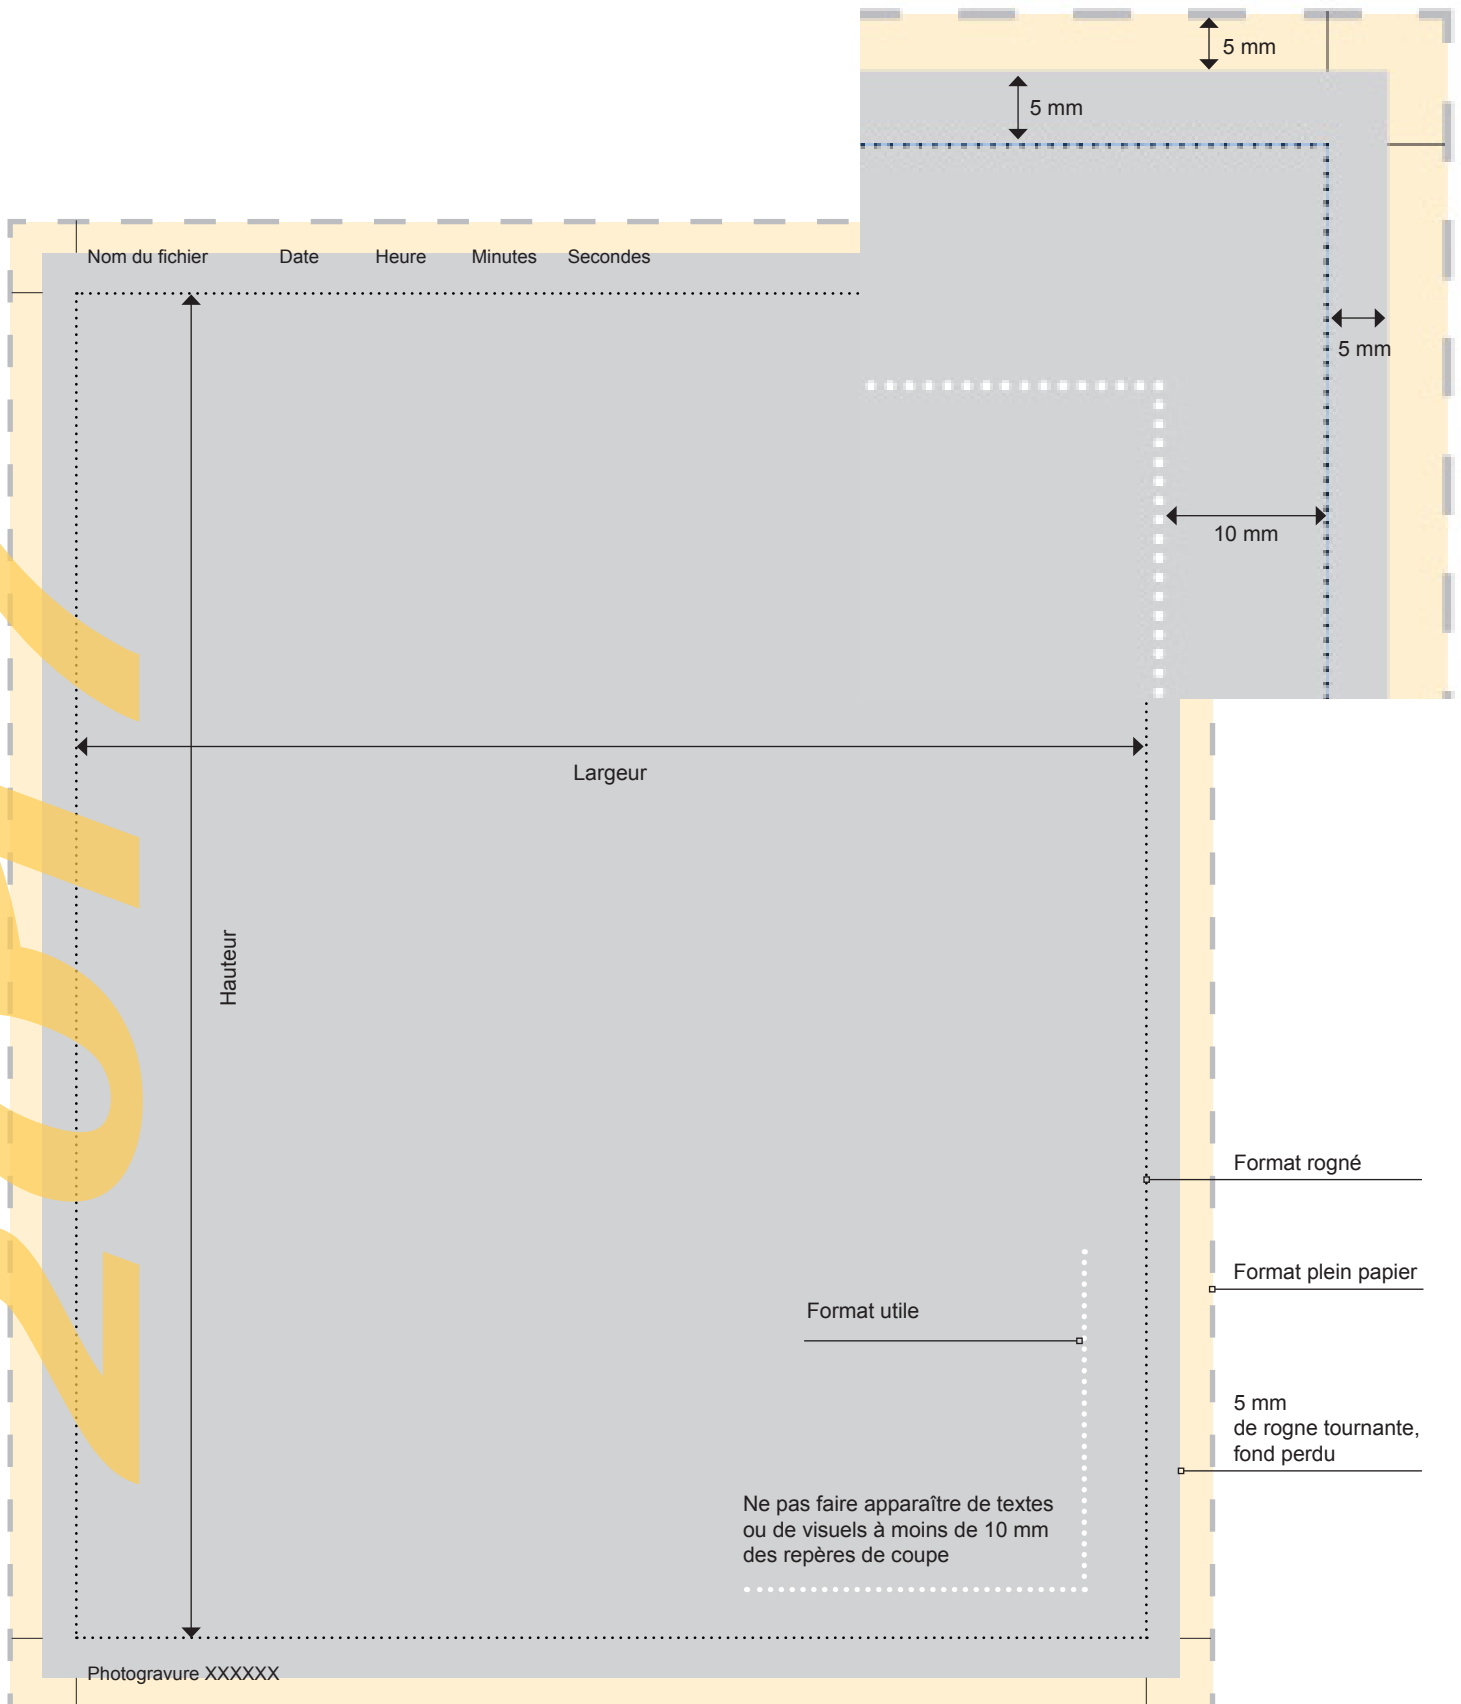 5 mm
5 mm
Nom du fichier Date Heure Minutes Secondes
5 mm
10 mm
Largeur
Hauteur
Format rogné
Format plein papier
Format utile
5 mm
de rogne tournante,
fond perdu
Ne pas faire apparaître de textes
ou de visuels à moins de 10 mm
des repères de coupe
Photogravure XXXXXX